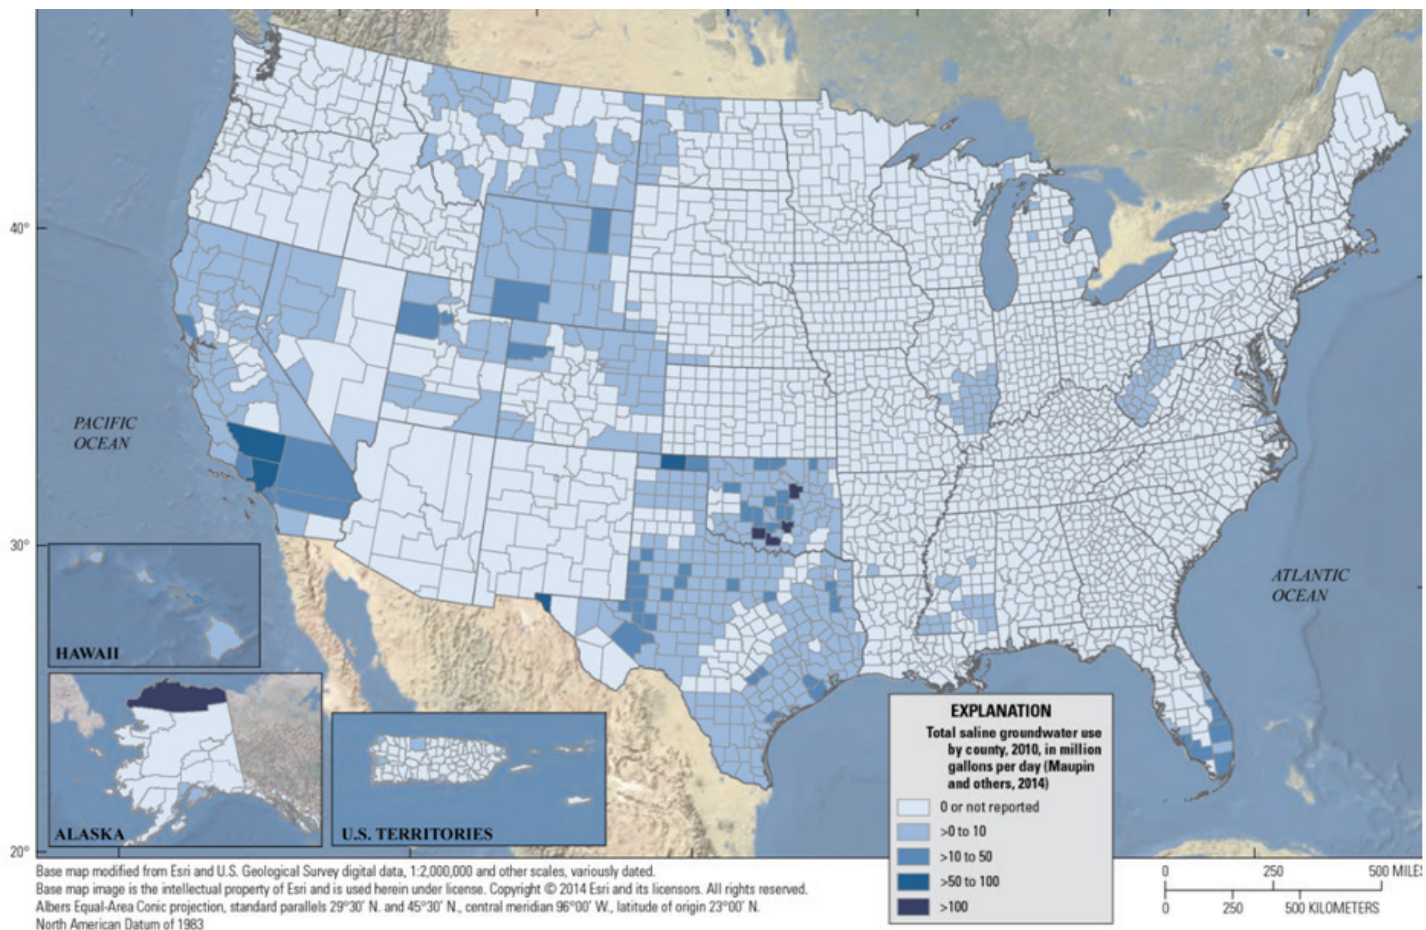 40°
PACIFIC
OCEAN
30°
ATLANTIC
OCEAN
HAWAII
ALASKA
U.S. TERRITORIES
20°
EXPLANATION
Total saline groundwater use
by county, 2010, in million
gallons per day (Maupin
and others, 2014)
0 or not reported
>0 to 10
>10 to 50
>50 to 100
>100
Base map modified from Esri and U.S. Geological Survey digital data, 1:2,000,000 and other scales, variously dated.
Base map image is the intellectual property of Esri and is used herein under license. Copyright © 2014 Esri and its licensors. All rights reserved.
Albers Equal-Area Conic projection, standard parallels 29°30' N. and 45°30' N., central meridian 96°00' W., latitude of origin 23°00' N.
North American Datum of 1983
0 250 500 MILES
0 250 500 KILOMETERS